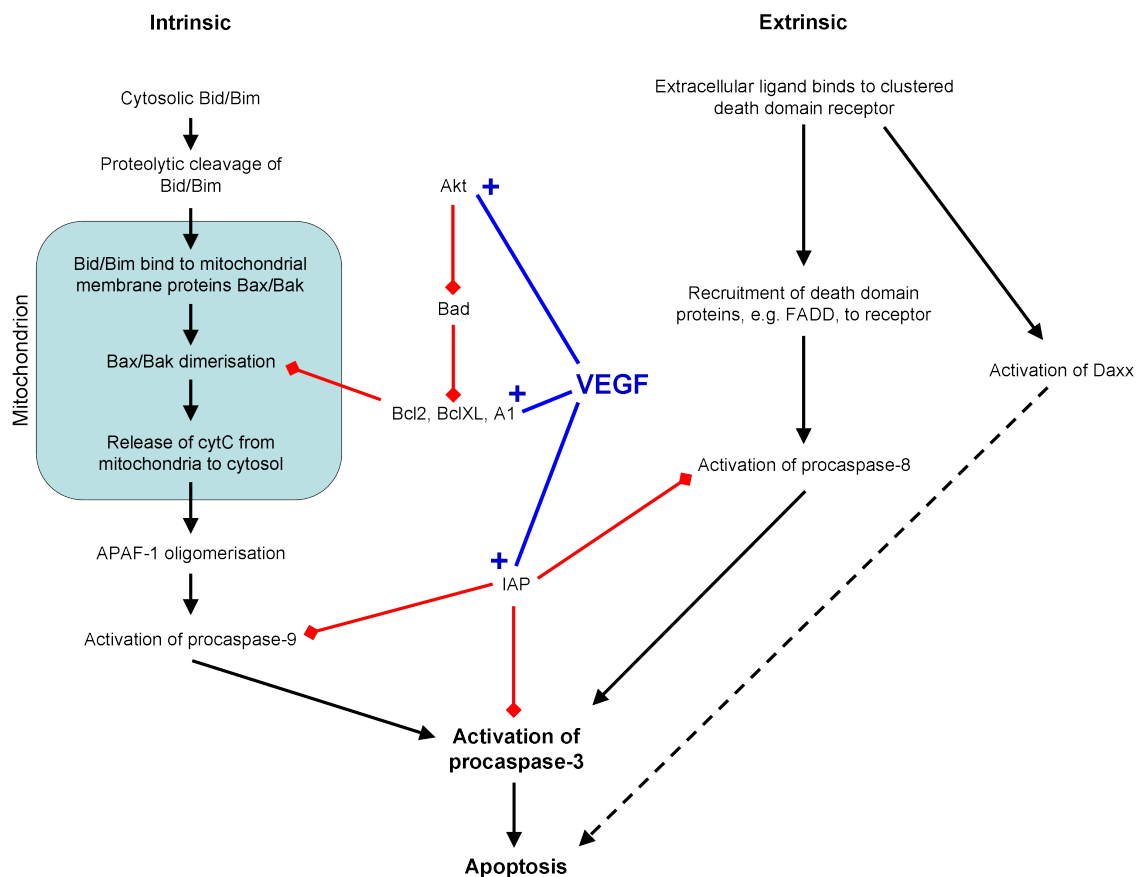 Intrinsic
Extrinsic
Cytosolic Bid/Bim
Proteolytic cleavage of
Bid/Bim
Mitochondrion
Bid/Bim bind to mitochondrial
membrane proteins Bax/Bak
Bax/Bak dimerisation
Release of cytC from
mitochondria to cytosol
APAF-1 oligomerisation
Activation of procaspase-9
Akt
+
Bad
Bcl2, BclXL, A1
+
VEGF
+
IAP
Extracellular ligand binds to clustered
death domain receptor
Recruitment of death domain
proteins, e.g. FADD, to receptor
Activation of Daxx
Activation of procaspase-8
Activation of
procaspase-3
Apoptosis